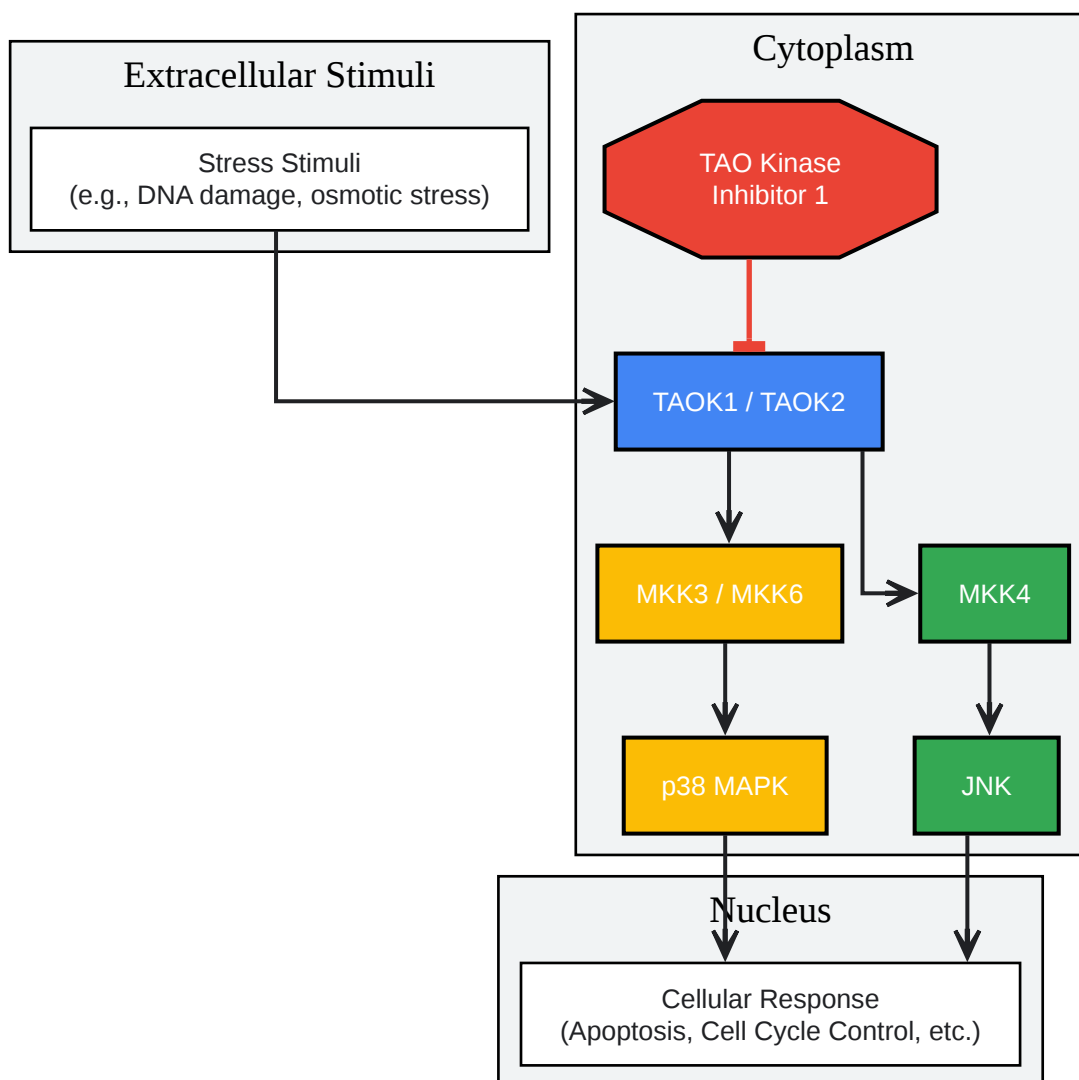 Extracellular Stimuli
Stress Stimuli
(e.g., DNA damage, osmotic stress)
Cytoplasm
TAO Kinase
Inhibitor 1
TAOK1 / TAOK2
MKK3 / MKK6
MKK4
p38 MAPK
JNK
Nucleus
Cellular Response
(Apoptosis, Cell Cycle Control, etc.)